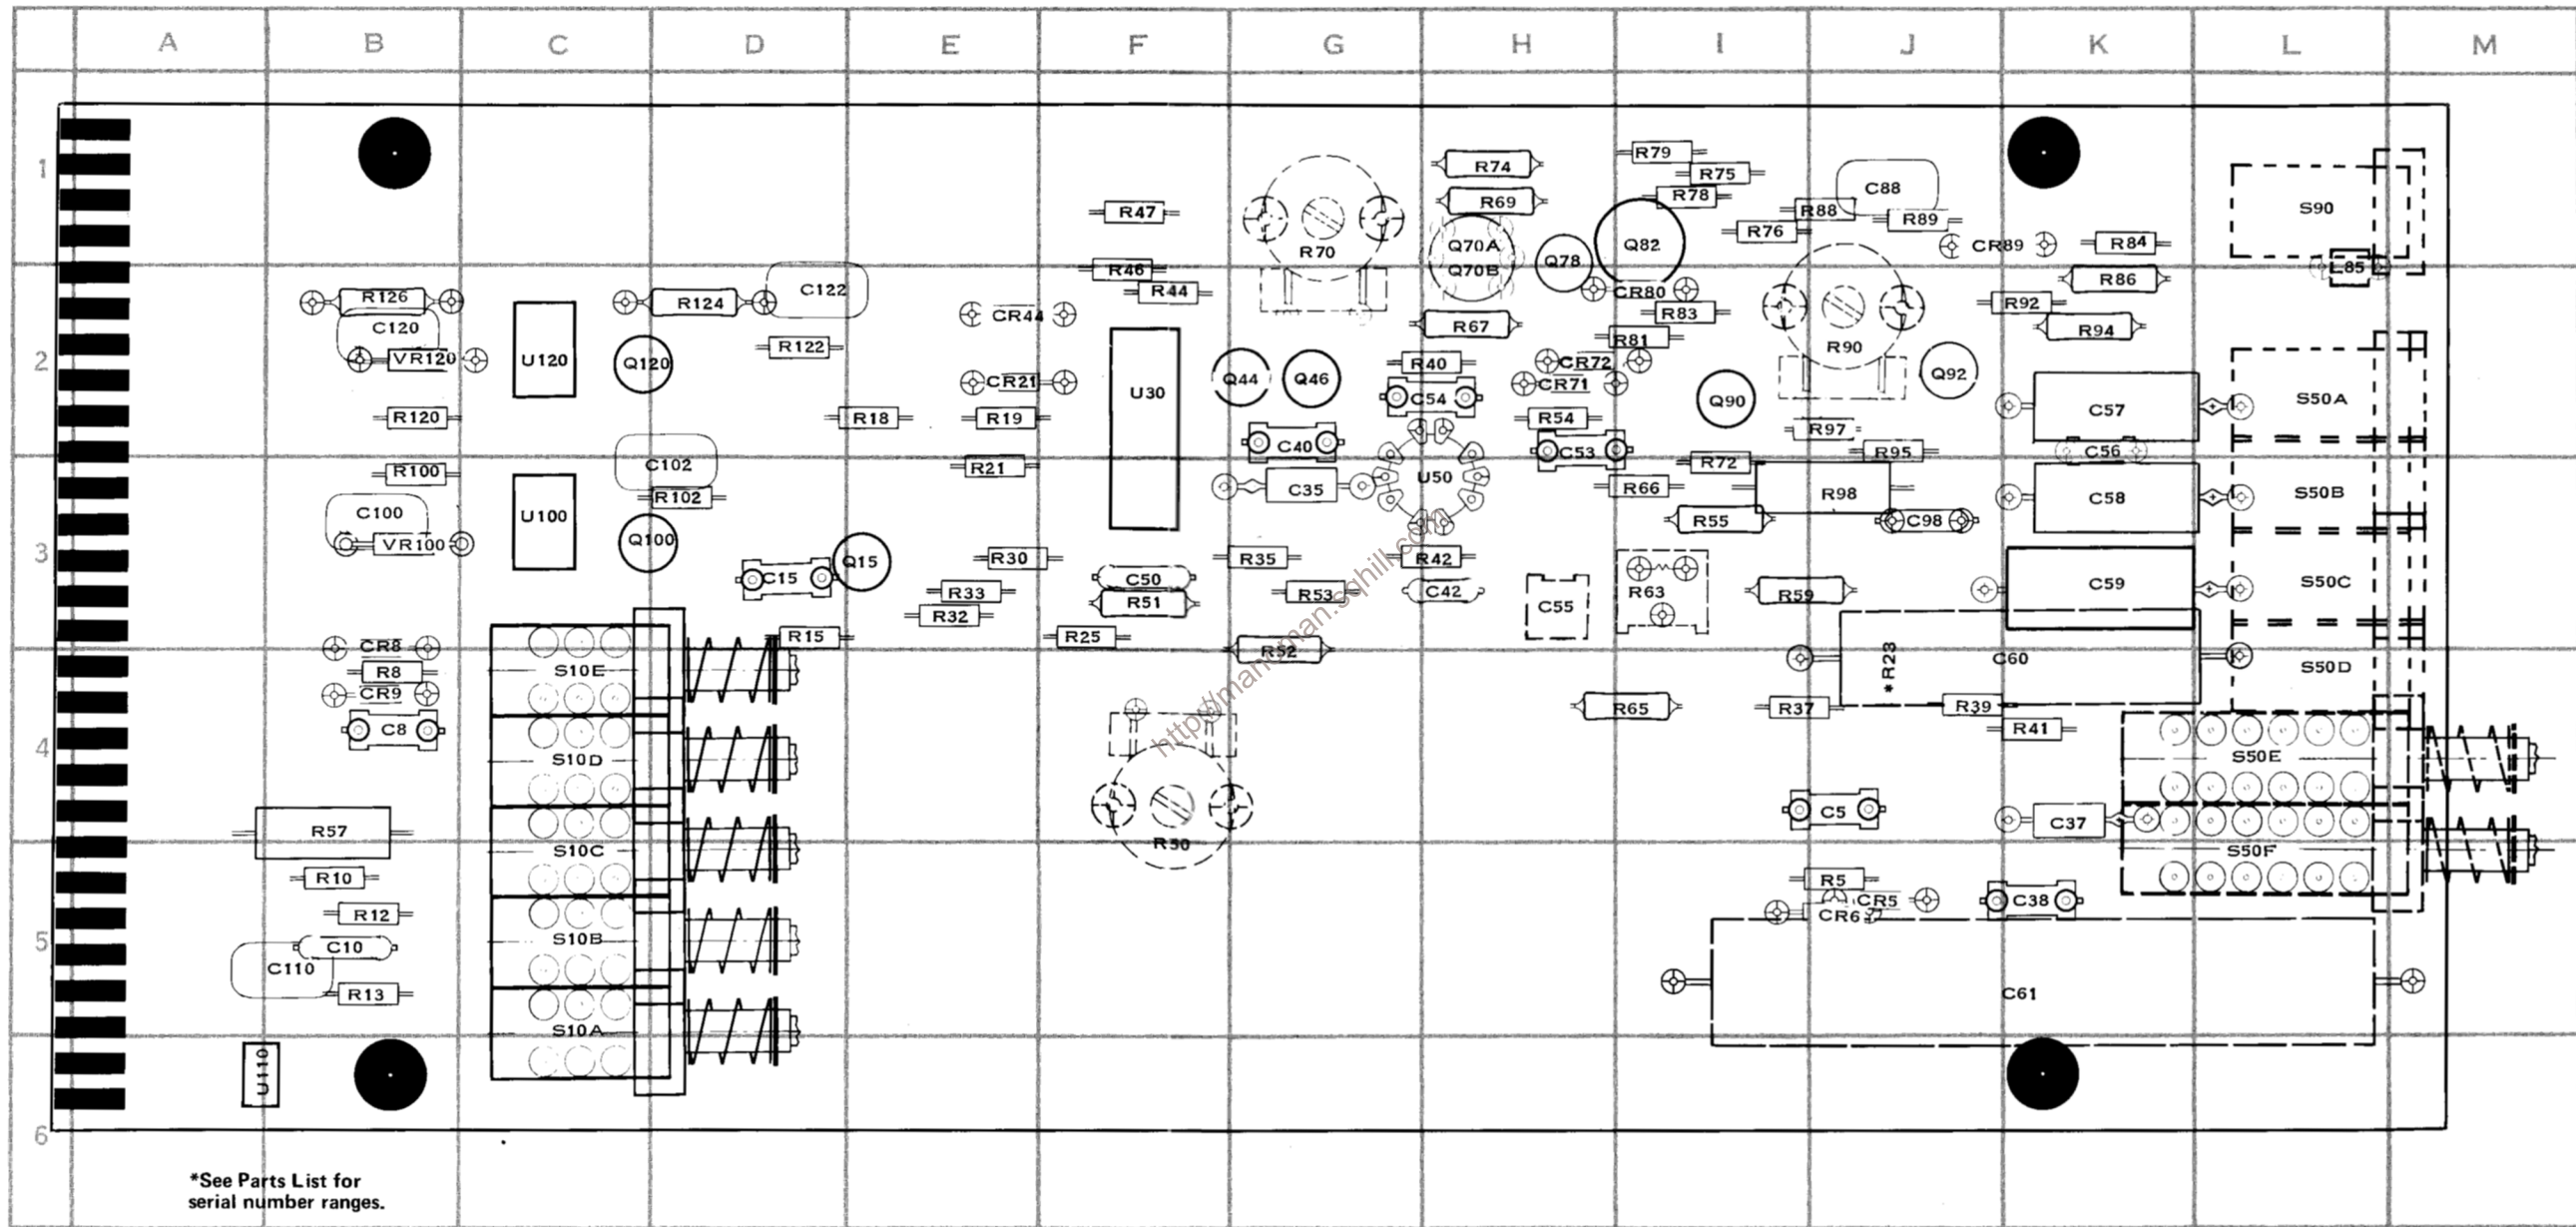 A B C D E F G H I J K L M
1
R79
R74 R75
R78 C88
R69
R47 R88 S90
R89
R76
Q70A Q82 CR89 R84
R70
Q78
R46 Q70B L85
R86
C122 R44 CR80
R126 R124 R92
CR44 R83
C120 R67 R94
R81
R122 R90
VR120 U120 Q120 R40 CR72
2
CR21 Q44 Q46 CR71 Q92
U30
C54 Q90 S50A
C57
R120 R18 R19 R54
R97
C40 C53 R95 C56
C102 R21 R72
R100
U50
C35 R66 R98 S50B
R102 C58
C100 U100 R55 C98
VR100 Q100
3
R30 R35 R42
Q15
C15 C50 C59 S50C
R33 R53 C42 R63 R59
R51 C55
R32
R15 R25
CR8 R52
C60
R8 S10E *R23 S50D
CR9
R65 R37 R39
C8 R41
4
S10D S50E
C5
R57 C37
R50
S10C S50F
R10 R5
CR5 C38
R12 CR6
5
C10 S10B
C110
R13 C61
S10A
U110
6
*See Parts List for
serial number ranges.
http://manoman.sqhill.com